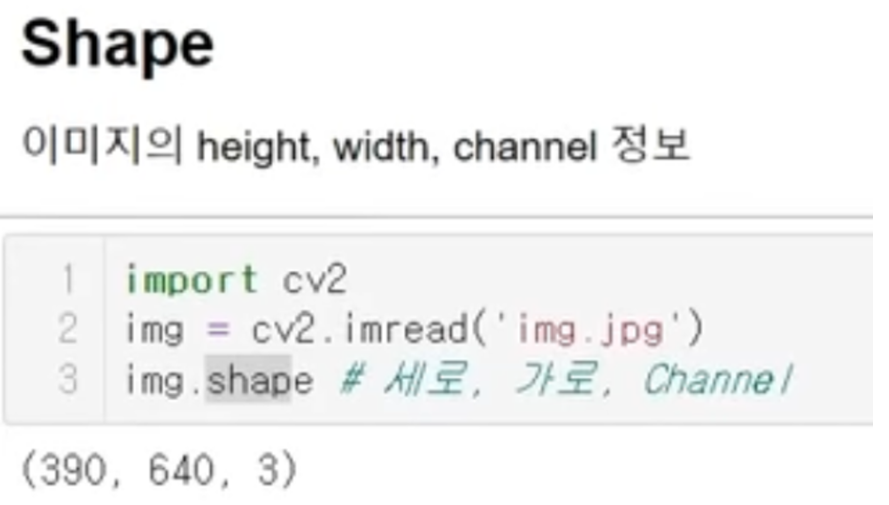 Shape
이미지의 height, width, channel 정보
1 import cv2
2 img = cv2.imread('img.jpg')
3 img.shape # 세로, 가로, Channel
(390, 640, 3)